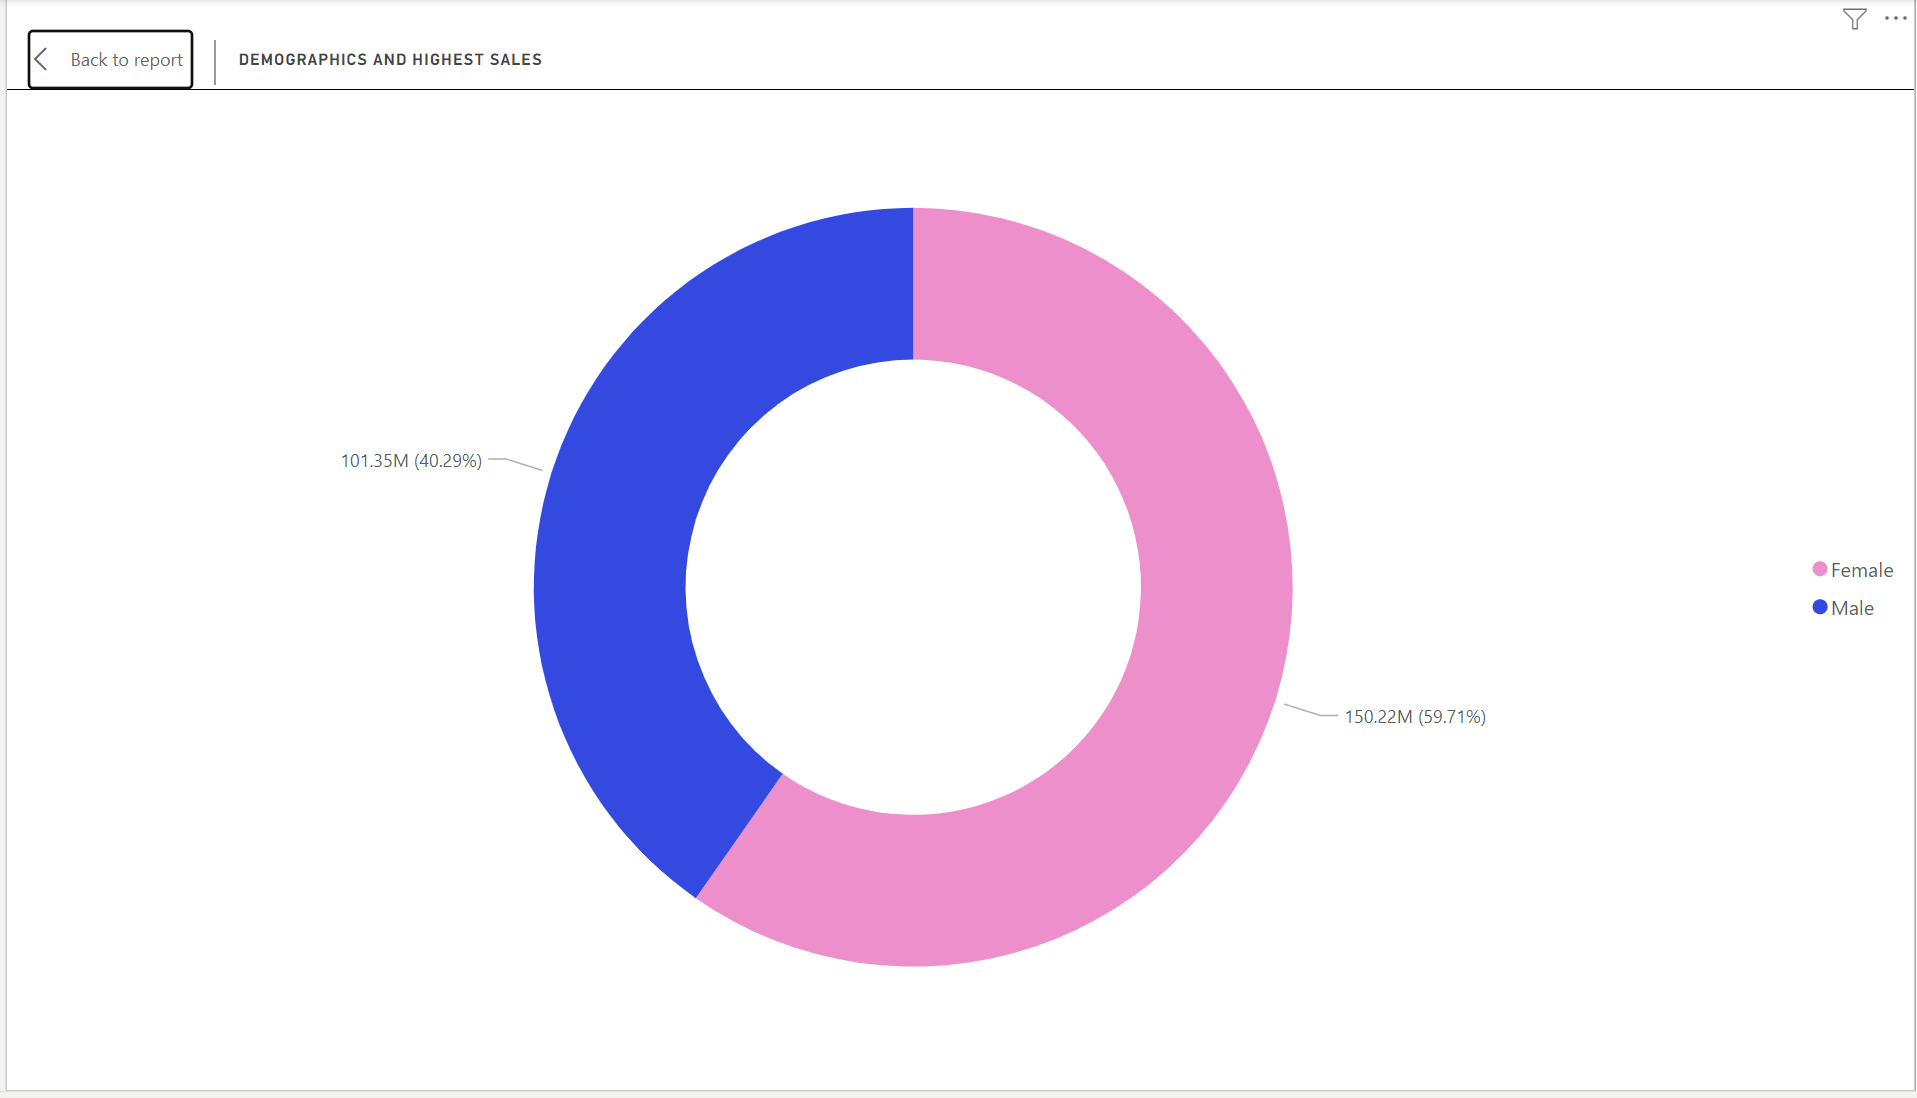 Back to report
DEMOGRAPHICS AND HIGHEST SALES
101.35M (40.29%)
Female
Male
150.22M (59.71%)